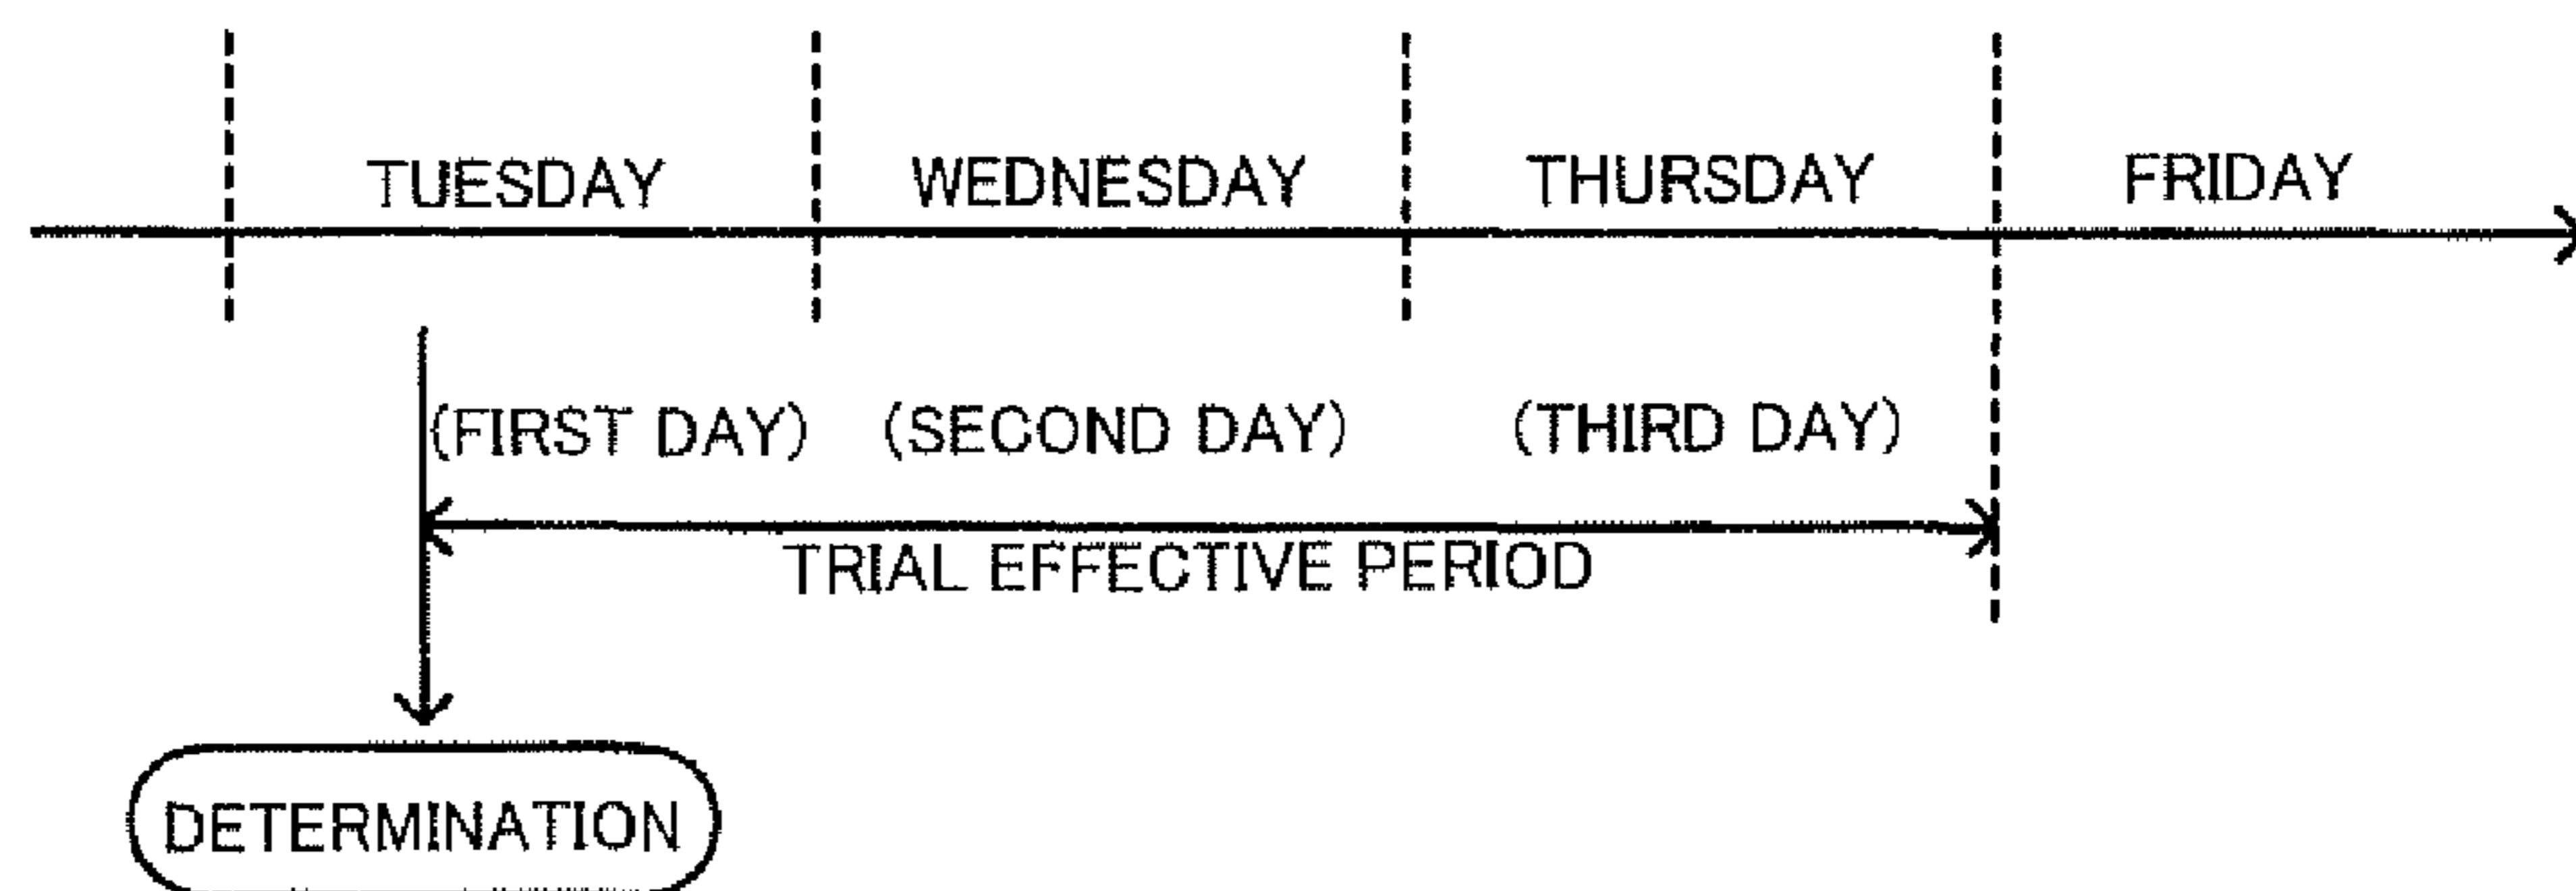 TUESDAY WEDNESDAY THURSDAY FRIDAY
(FIRST DAY) (SECOND DAY) (THIRD DAY)
TRIAL EFFECTIVE PERIOD
DETERMINATION